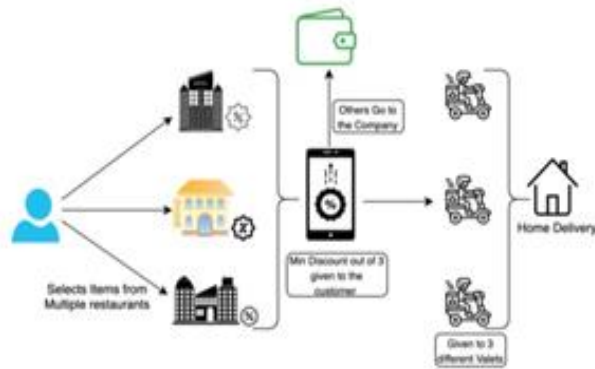 Others Go to
the Company
Selects Items from
Multiple restaurants
%
%
%
%
Min Discount out of 3
given to the
customer
Home Delivery
Given to 3
different Valets